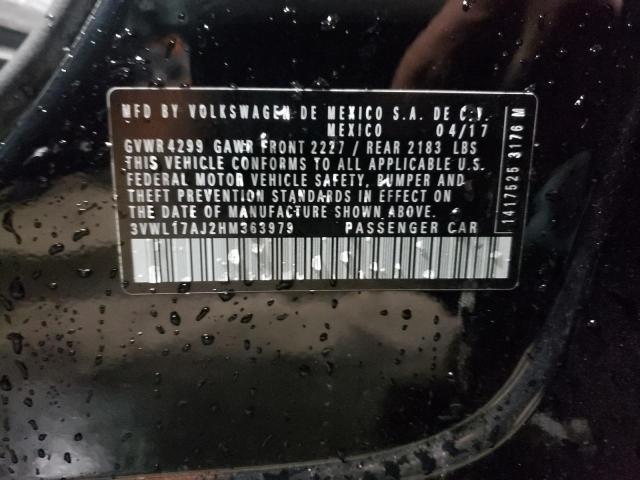 MFD BY VOLKSWAGEN DE MEXICO S.A. DE C.V.
MEXICO 04/17
GVWR 4299 GAWR FRONT 2227 / REAR 2183 LBS
THIS VEHICLE CONFORMS TO ALL APPLICABLE U.S.
FEDERAL MOTOR VEHICLE SAFETY, BUMPER AND
THEFT PREVENTION STANDARDS IN EFFECT ON
THE DATE OF MANUFACTURE SHOWN ABOVE.
3VWL17AJ2HM363979 PASSENGER CAR
1417525 3176 M